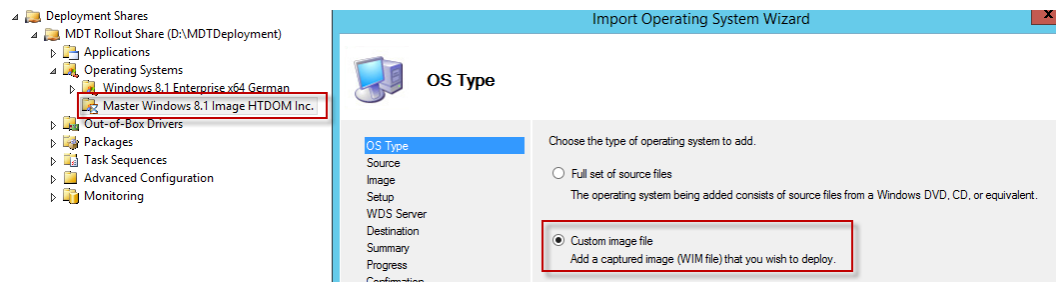 Deployment Shares
MDT Rollout Share (D:\MDTDeployment)
Applications
Operating Systems
Windows 8.1 Enterprise x64 German
Master Windows 8.1 Image HTDOM Inc.
Out-of-Box Drivers
Packages
Task Sequences
Advanced Configuration
Monitoring
Import Operating System Wizard
x
OS Type
OS Type
Source
Image
Setup
WDS Server
Destination
Summary
Progress
Confirmation
Choose the type of operating system to add.
Full set of source files
The operating system being added consists of source files from a Windows DVD, CD, or equivalent.
Custom image file
Add a captured image (WIM file) that you wish to deploy.